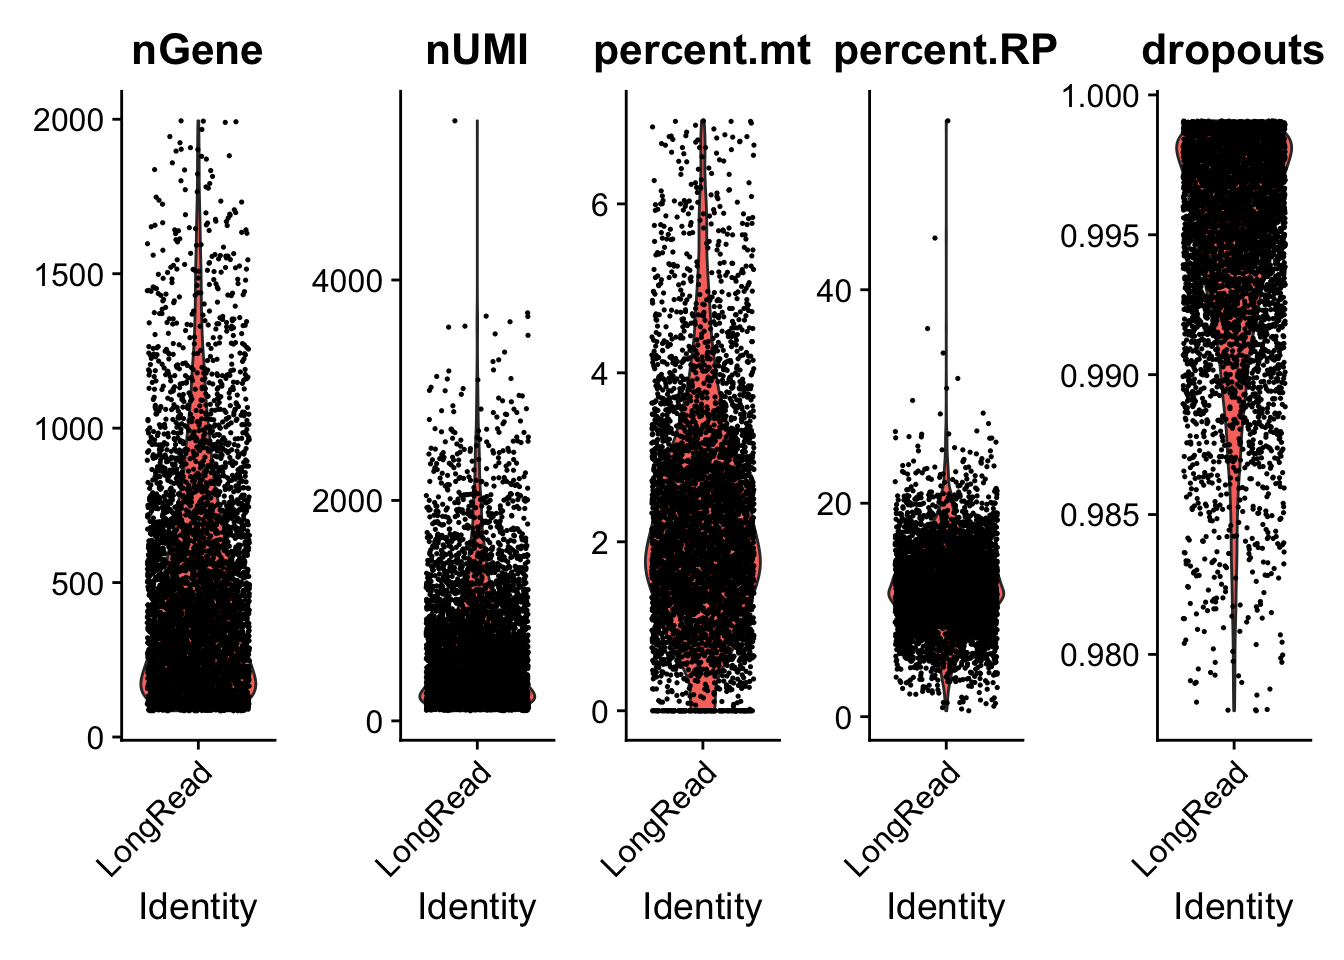 nGene
2000
1500
1000
500
0
LongRead
Identity
nUMI
4000
2000
0
LongRead
Identity
percent.mt
6
4
2
0
LongRead
Identity
percent.RP
40
20
0
LongRead
Identity
dropouts
1.000
0.995
0.990
0.985
0.980
LongRead
Identity